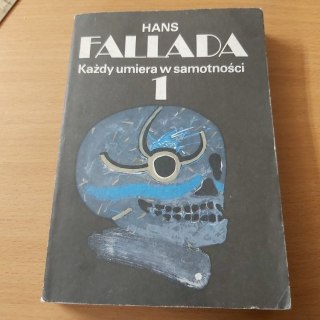 HANS
FALLADA
Każdy umiera w samotności
1